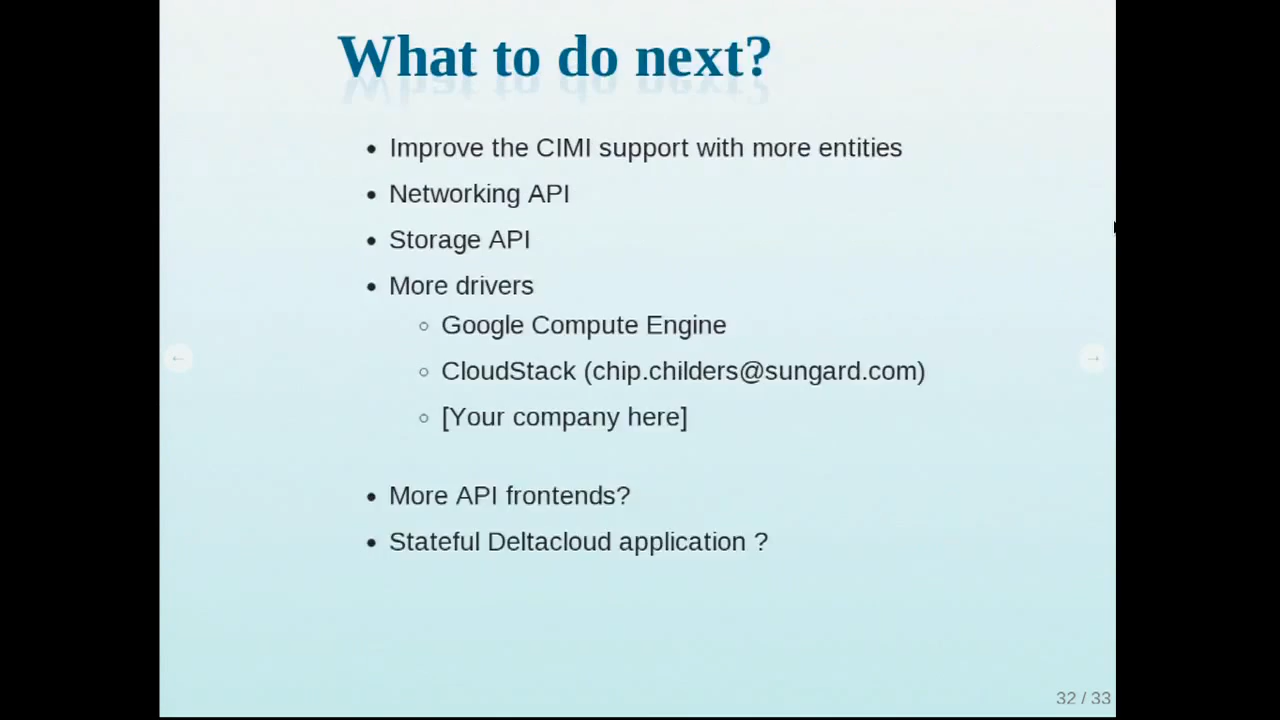 What to do next?
• Improve the CIMI support with more entities
• Networking API
• Storage API
• More drivers
○ Google Compute Engine
○ CloudStack (chip.childers@sungard.com)
○ [Your company here]
←
→
• More API frontends?
• Stateful Deltacloud application ?
32 / 33